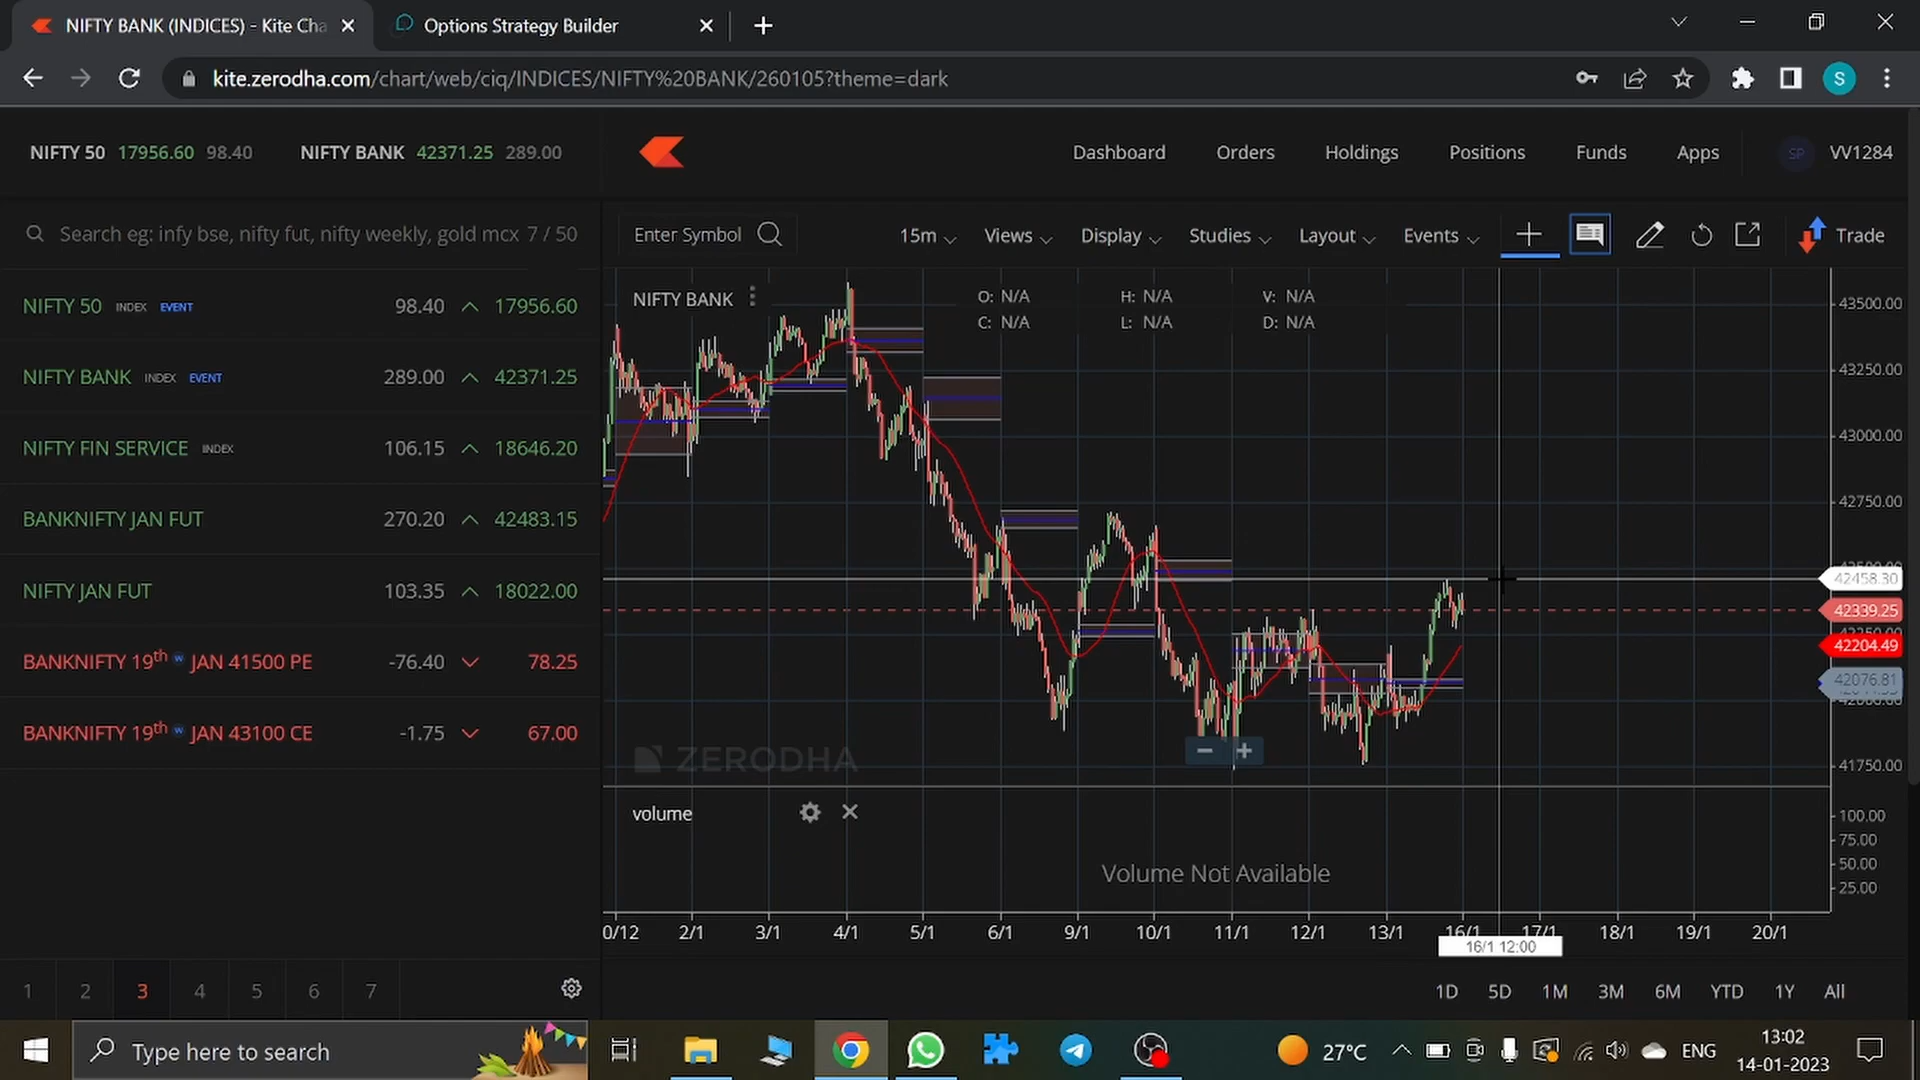 NIFTY BANK (INDICES) - Kite Cha
Options Strategy Builder
kite.zerodha.com/chart/web/ciq/INDICES/NIFTY%20BANK/260105?theme=dark
S
NIFTY 50 17956.60 98.40 NIFTY BANK 42371.25 289.00
Dashboard Orders Holdings Positions Funds Apps SP VV1284
Search eg: infy bse, nifty fut, nifty weekly, gold mcx 7 / 50
Enter Symbol 15m Views Display Studies Layout Events Trade
NIFTY 50 INDEX EVENT 98.40 17956.60
NIFTY BANK INDEX EVENT 289.00 42371.25
NIFTY FIN SERVICE INDEX 106.15 18646.20
BANKNIFTY JAN FUT 270.20 42483.15
NIFTY JAN FUT 103.35 18022.00
BANKNIFTY 19th w JAN 41500 PE -76.40 78.25
BANKNIFTY 19th w JAN 43100 CE -1.75 67.00
NIFTY BANK
O: N/A H: N/A V: N/A
C: N/A L: N/A D: N/A
43500.00
43250.00
43000.00
42750.00
42458.30
42339.25
42204.49
42076.81
41750.00
ZERODHA
volume
Volume Not Available
100.00
75.00
50.00
25.00
0/12 2/1 3/1 4/1 5/1 6/1 9/1 10/1 11/1 12/1 13/1 16/1 17/1 18/1 19/1 20/1
16/1 12:00
1 2 3 4 5 6 7
1D 5D 1M 3M 6M YTD 1Y All
Type here to search
27°C
ENG
13:02
14-01-2023